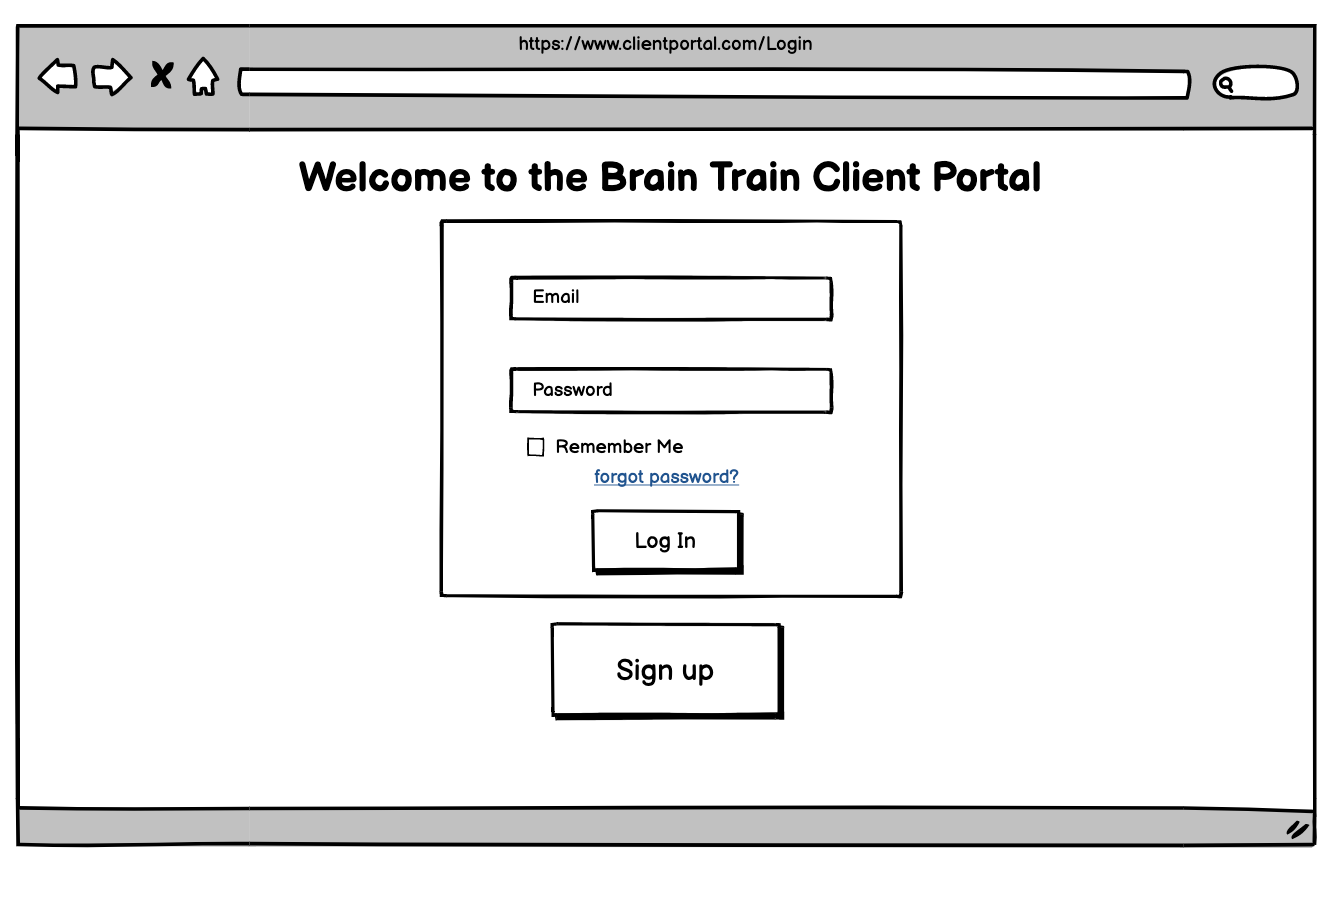 https://www.clientportal.com/Login
Welcome to the Brain Train Client Portal
Email
Password
Remember Me
forgot password?
Log In
Sign up